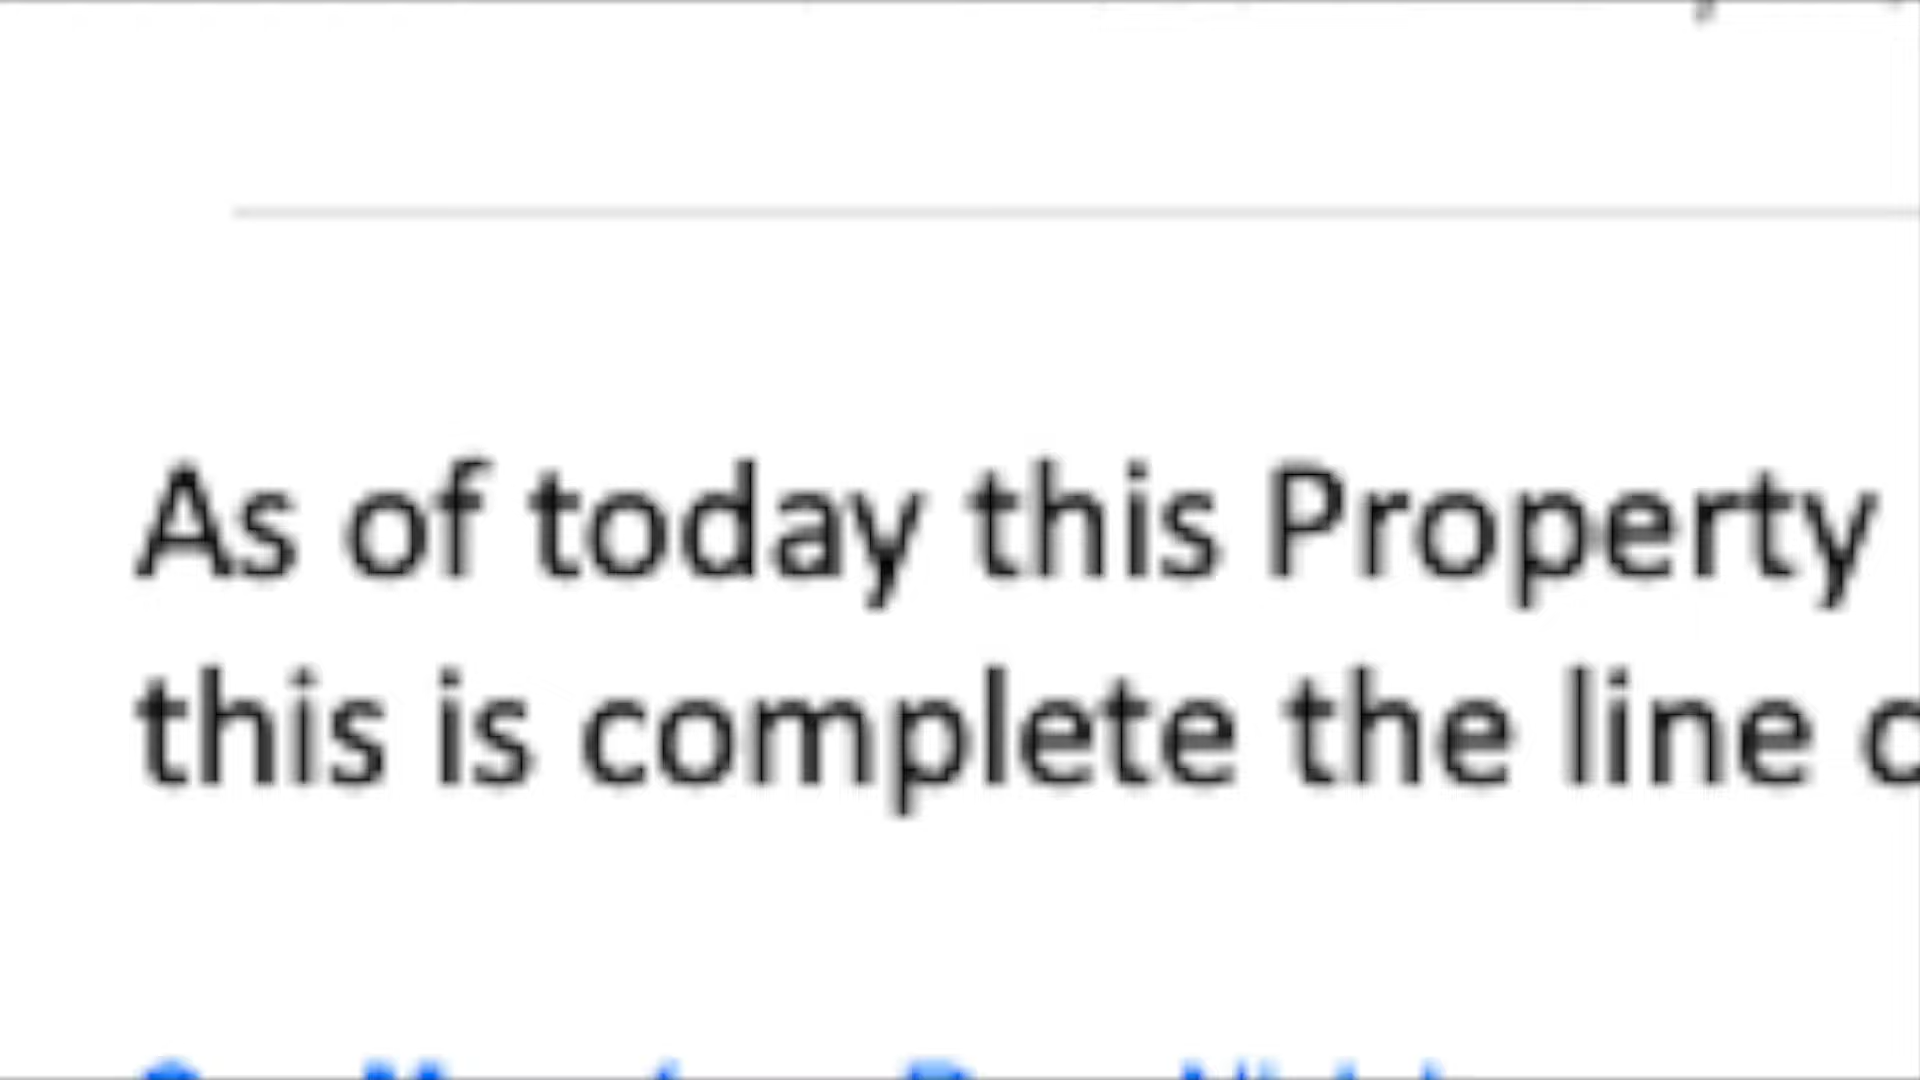 As of today this Property
this is complete the line